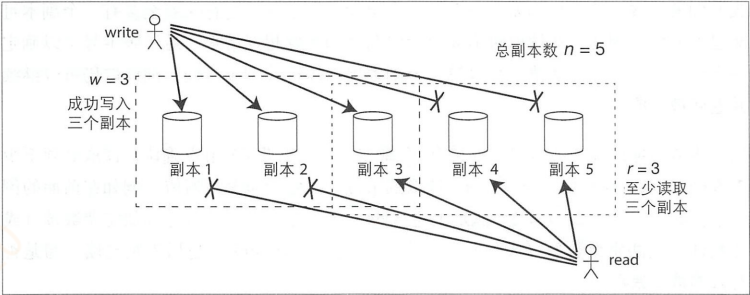 write
总副本数 n = 5
w = 3
成功写入
三个副本
副本 1
副本 2
副本 3
副本 4
副本 5
r = 3
至少读取
三个副本
read